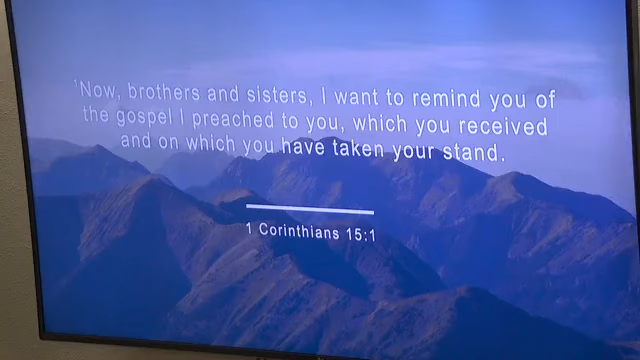 ¹Now, brothers and sisters, I want to remind you of
the gospel I preached to you, which you received
and on which you have taken your stand.
1 Corinthians 15:1